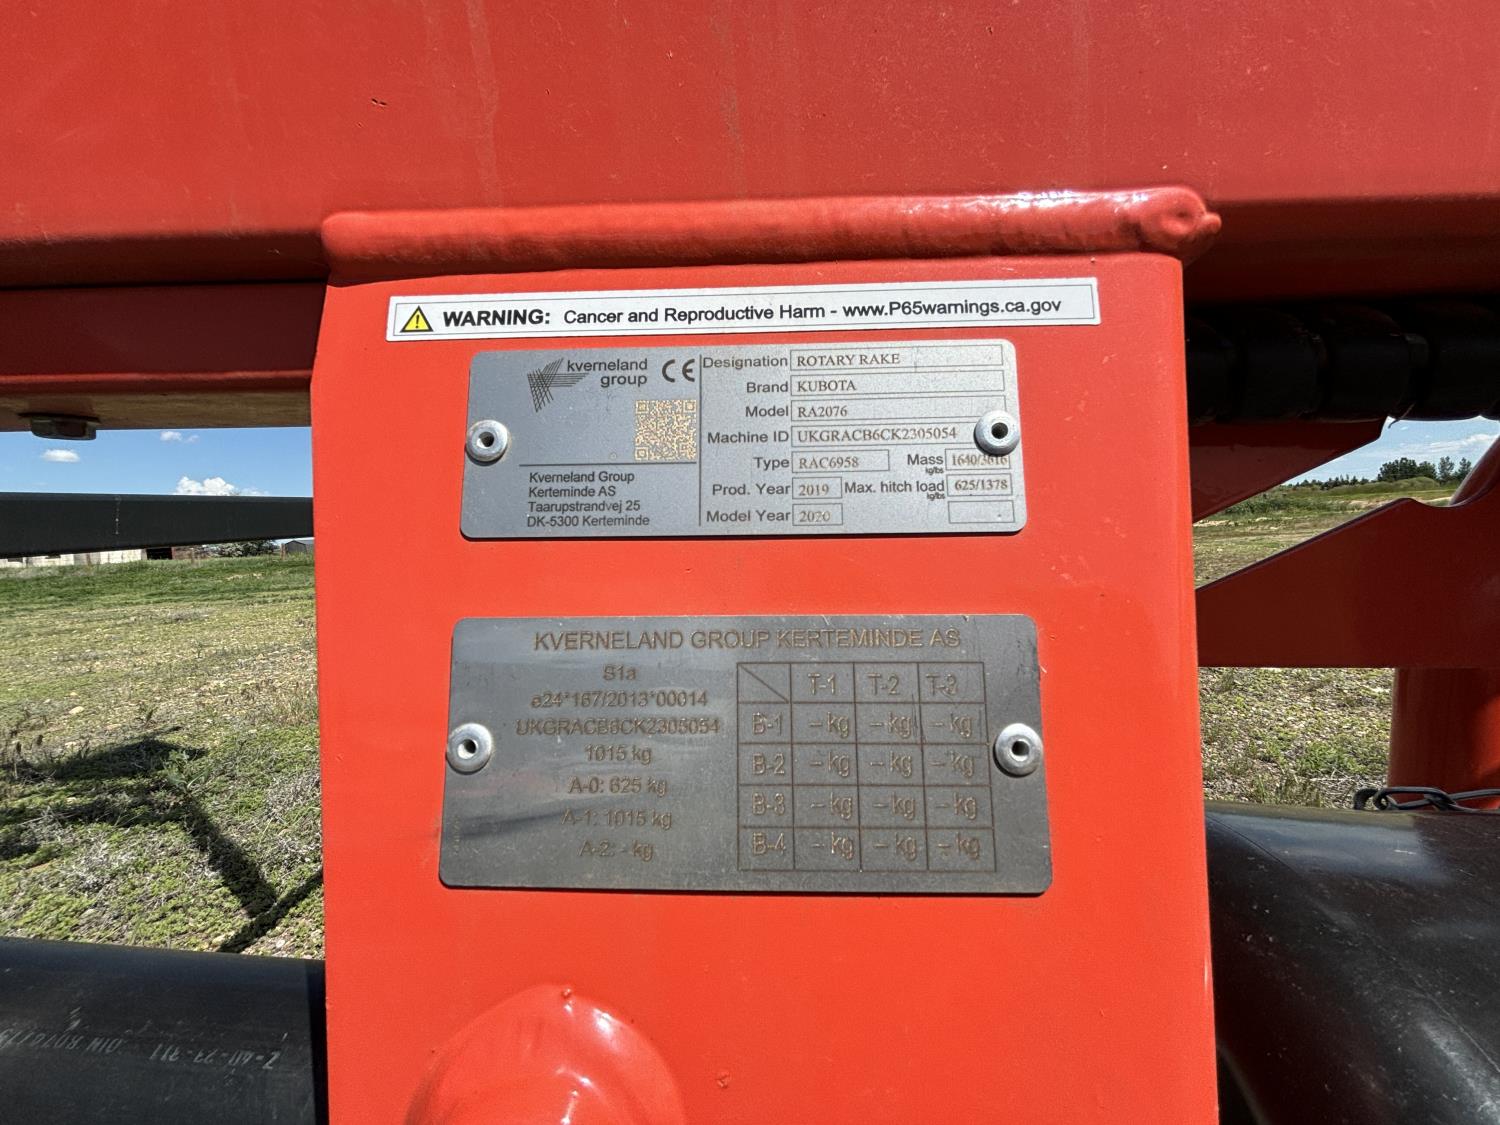 WARNING: Cancer and Reproductive Harm - www.P65warnings.ca.gov
kverneland
group
CE
Kverneland Group
Kerteminde AS
Taarupstrandvej 25
DK-5300 Kerteminde
Designation ROTARY RAKE
Brand KUBOTA
Model RA2076
Machine ID UKGRACB6CK2305054
Type RAC6958 Mass kg/lbs 1640/3616
Prod. Year 2019 Max. hitch load kg/lbs 625/1378
Model Year 2020
KVERNELAND GROUP KERTEMINDE AS
S1a
e24*167/2013*00014
UKGRACB6CK2305054
1015 kg
A-0: 625 kg
A-1: 1015 kg
A-2: - kg
T-1 T-2 T-3
B-1 - kg - kg - kg
B-2 - kg - kg - kg
B-3 - kg - kg - kg
B-4 - kg - kg - kg